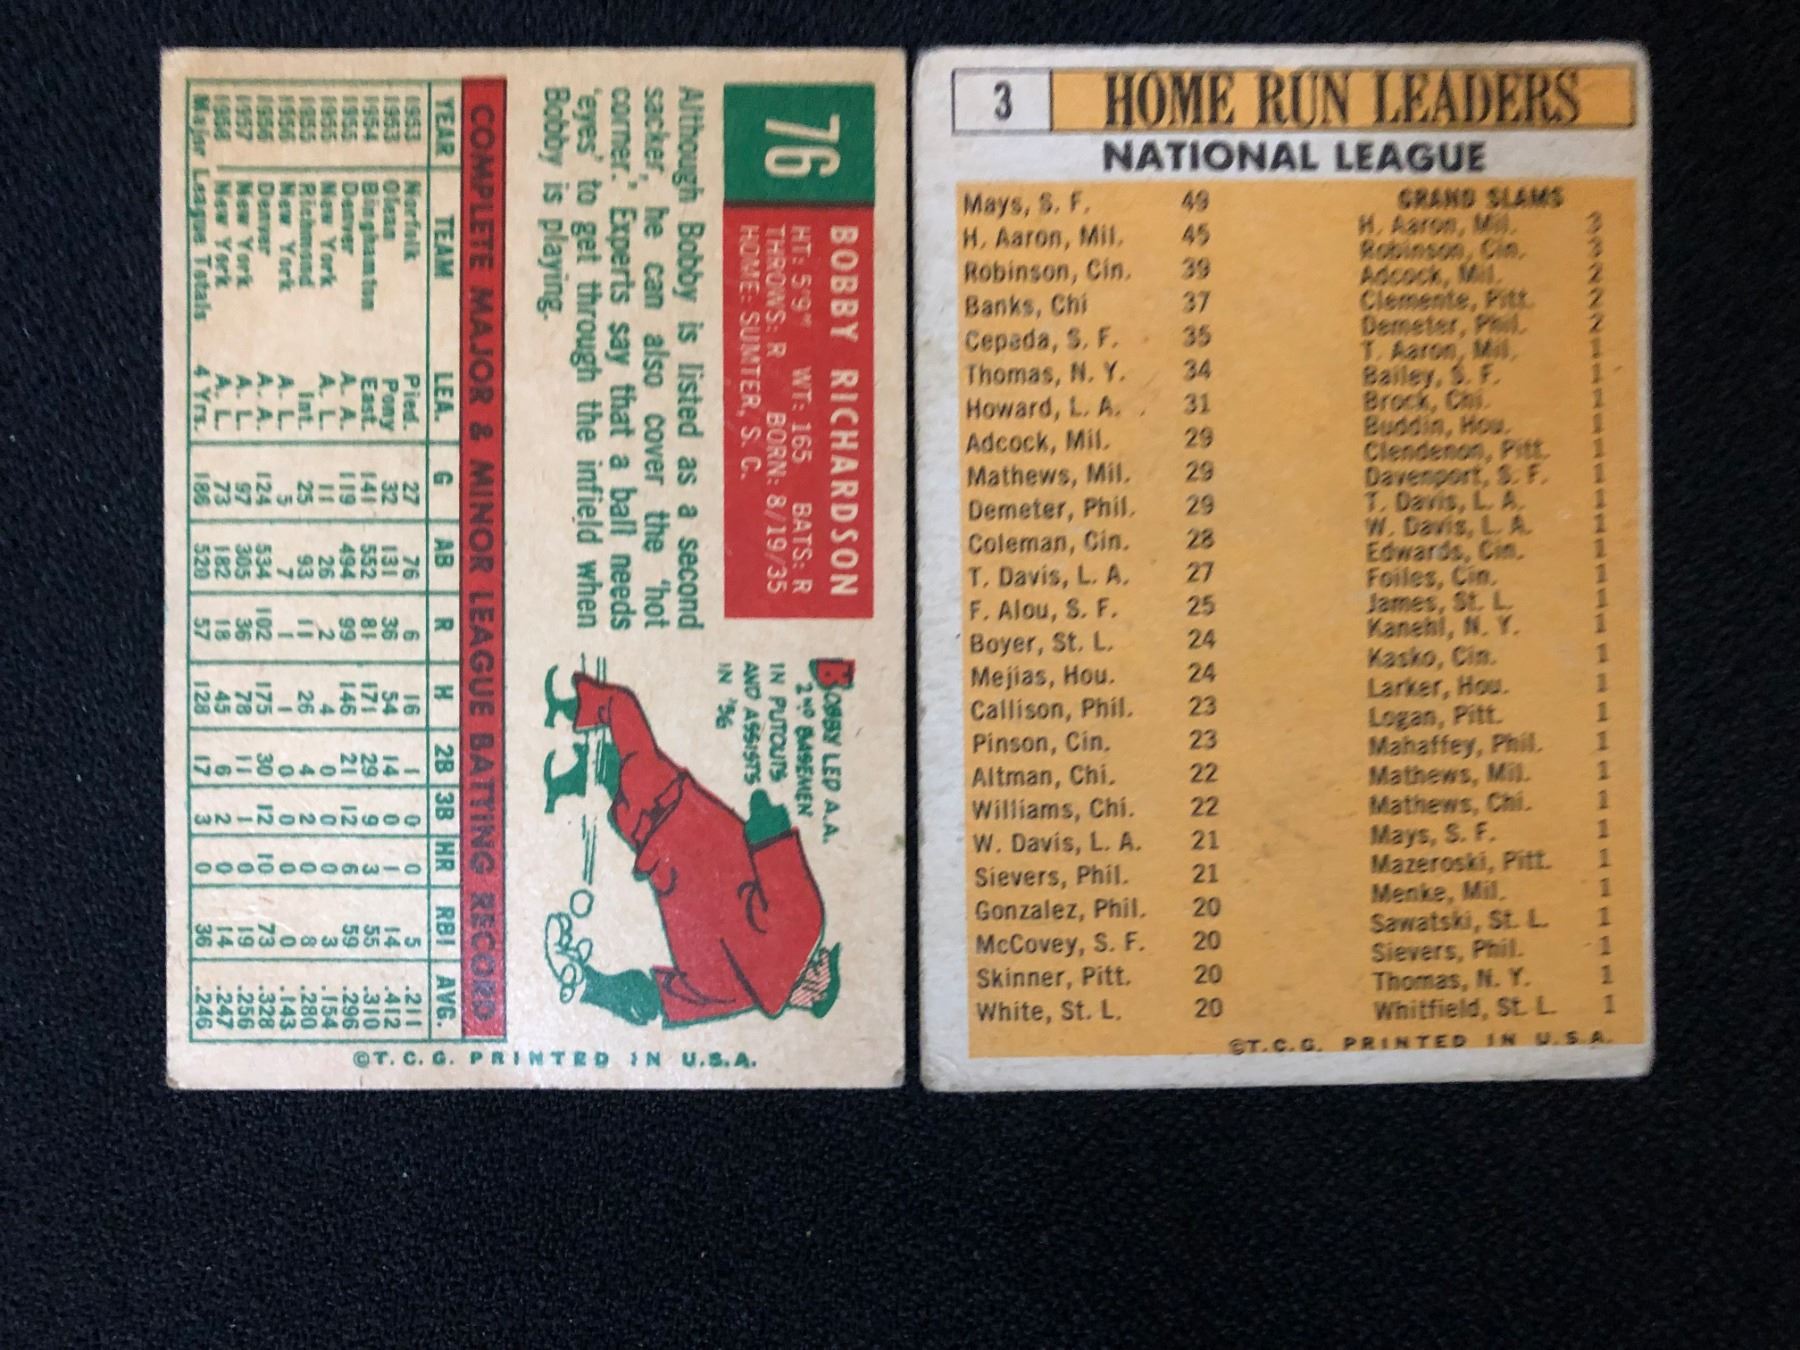 76
BOBBY RICHARDSON
HT: 5'9" WT: 165 BATS: R
THROWS: R BORN: 8/19/35
HOME: SUMTER, S. C.
Although Bobby is listed as a second
sacker, he can also cover the 'hot
corner.' Experts say that a ball needs
'eyes' to get through the infield when
Bobby is playing.
BOBBY LED A.A.
2ND BASEMEN
IN PUTOUTS
AND ASSISTS
IN '56
COMPLETE MAJOR & MINOR LEAGUE BATTING RECORD
YEAR TEAM LEA. G AB R H 2B 3B HR RBI AVG.
1953 Norfolk Pied. 27 76 6 16 1 0 0 5 .211
1953 Olean Pony 32 131 36 54 14 0 1 14 .412
1954 Binghamton East. 141 552 81 171 29 9 3 55 .310
1955 Denver A. A. 119 494 99 146 21 12 6 59 .296
1955 New York A. L. 11 26 2 4 0 0 0 3 .154
1955 Richmond Int. 25 93 11 26 4 2 0 8 .280
1956 New York A. L. 5 7 1 1 0 0 0 0 .143
1956 Denver A. A. 124 534 102 175 30 12 10 73 .328
1957 New York A. L. 97 305 36 78 11 1 0 19 .256
1958 New York A. L. 73 182 18 45 6 2 0 14 .247
Major League Totals 4 Yrs. 186 520 57 128 17 3 0 36 .246
©T. C. G. PRINTED IN U.S.A.
3
HOME RUN LEADERS
NATIONAL LEAGUE
Mays, S. F. 49
H. Aaron, Mil. 45
Robinson, Cin. 39
Banks, Chi 37
Cepeda, S. F. 35
Thomas, N. Y. 34
Howard, L. A. 31
Adcock, Mil. 29
Mathews, Mil. 29
Demeter, Phil. 29
Coleman, Cin. 28
T. Davis, L. A. 27
F. Alou, S. F. 25
Boyer, St. L. 24
Mejias, Hou. 24
Callison, Phil. 23
Pinson, Cin. 23
Altman, Chi. 22
Williams, Chi. 22
W. Davis, L. A. 21
Sievers, Phil. 21
Gonzalez, Phil. 20
McCovey, S. F. 20
Skinner, Pitt. 20
White, St. L. 20
GRAND SLAMS
H. Aaron, Mil. 3
Robinson, Cin. 3
Adcock, Mil. 2
Clemente, Pitt. 2
Demeter, Phil. 2
T. Aaron, Mil. 1
Bailey, S. F. 1
Brock, Chi. 1
Buddin, Hou. 1
Clendenon, Pitt. 1
Davenport, S. F. 1
T. Davis, L. A. 1
W. Davis, L. A. 1
Edwards, Cin. 1
Foiles, Cin. 1
James, St. L. 1
Kanehl, N. Y. 1
Kasko, Cin. 1
Larker, Hou. 1
Logan, Pitt. 1
Mahaffey, Phil. 1
Mathews, Mil. 1
Mathews, Chi. 1
Mays, S. F. 1
Mazeroski, Pitt. 1
Menke, Mil. 1
Sawatski, St. L. 1
Sievers, Phil. 1
Thomas, N. Y. 1
Whitfield, St. L. 1
©T.C.G. PRINTED IN U.S.A.